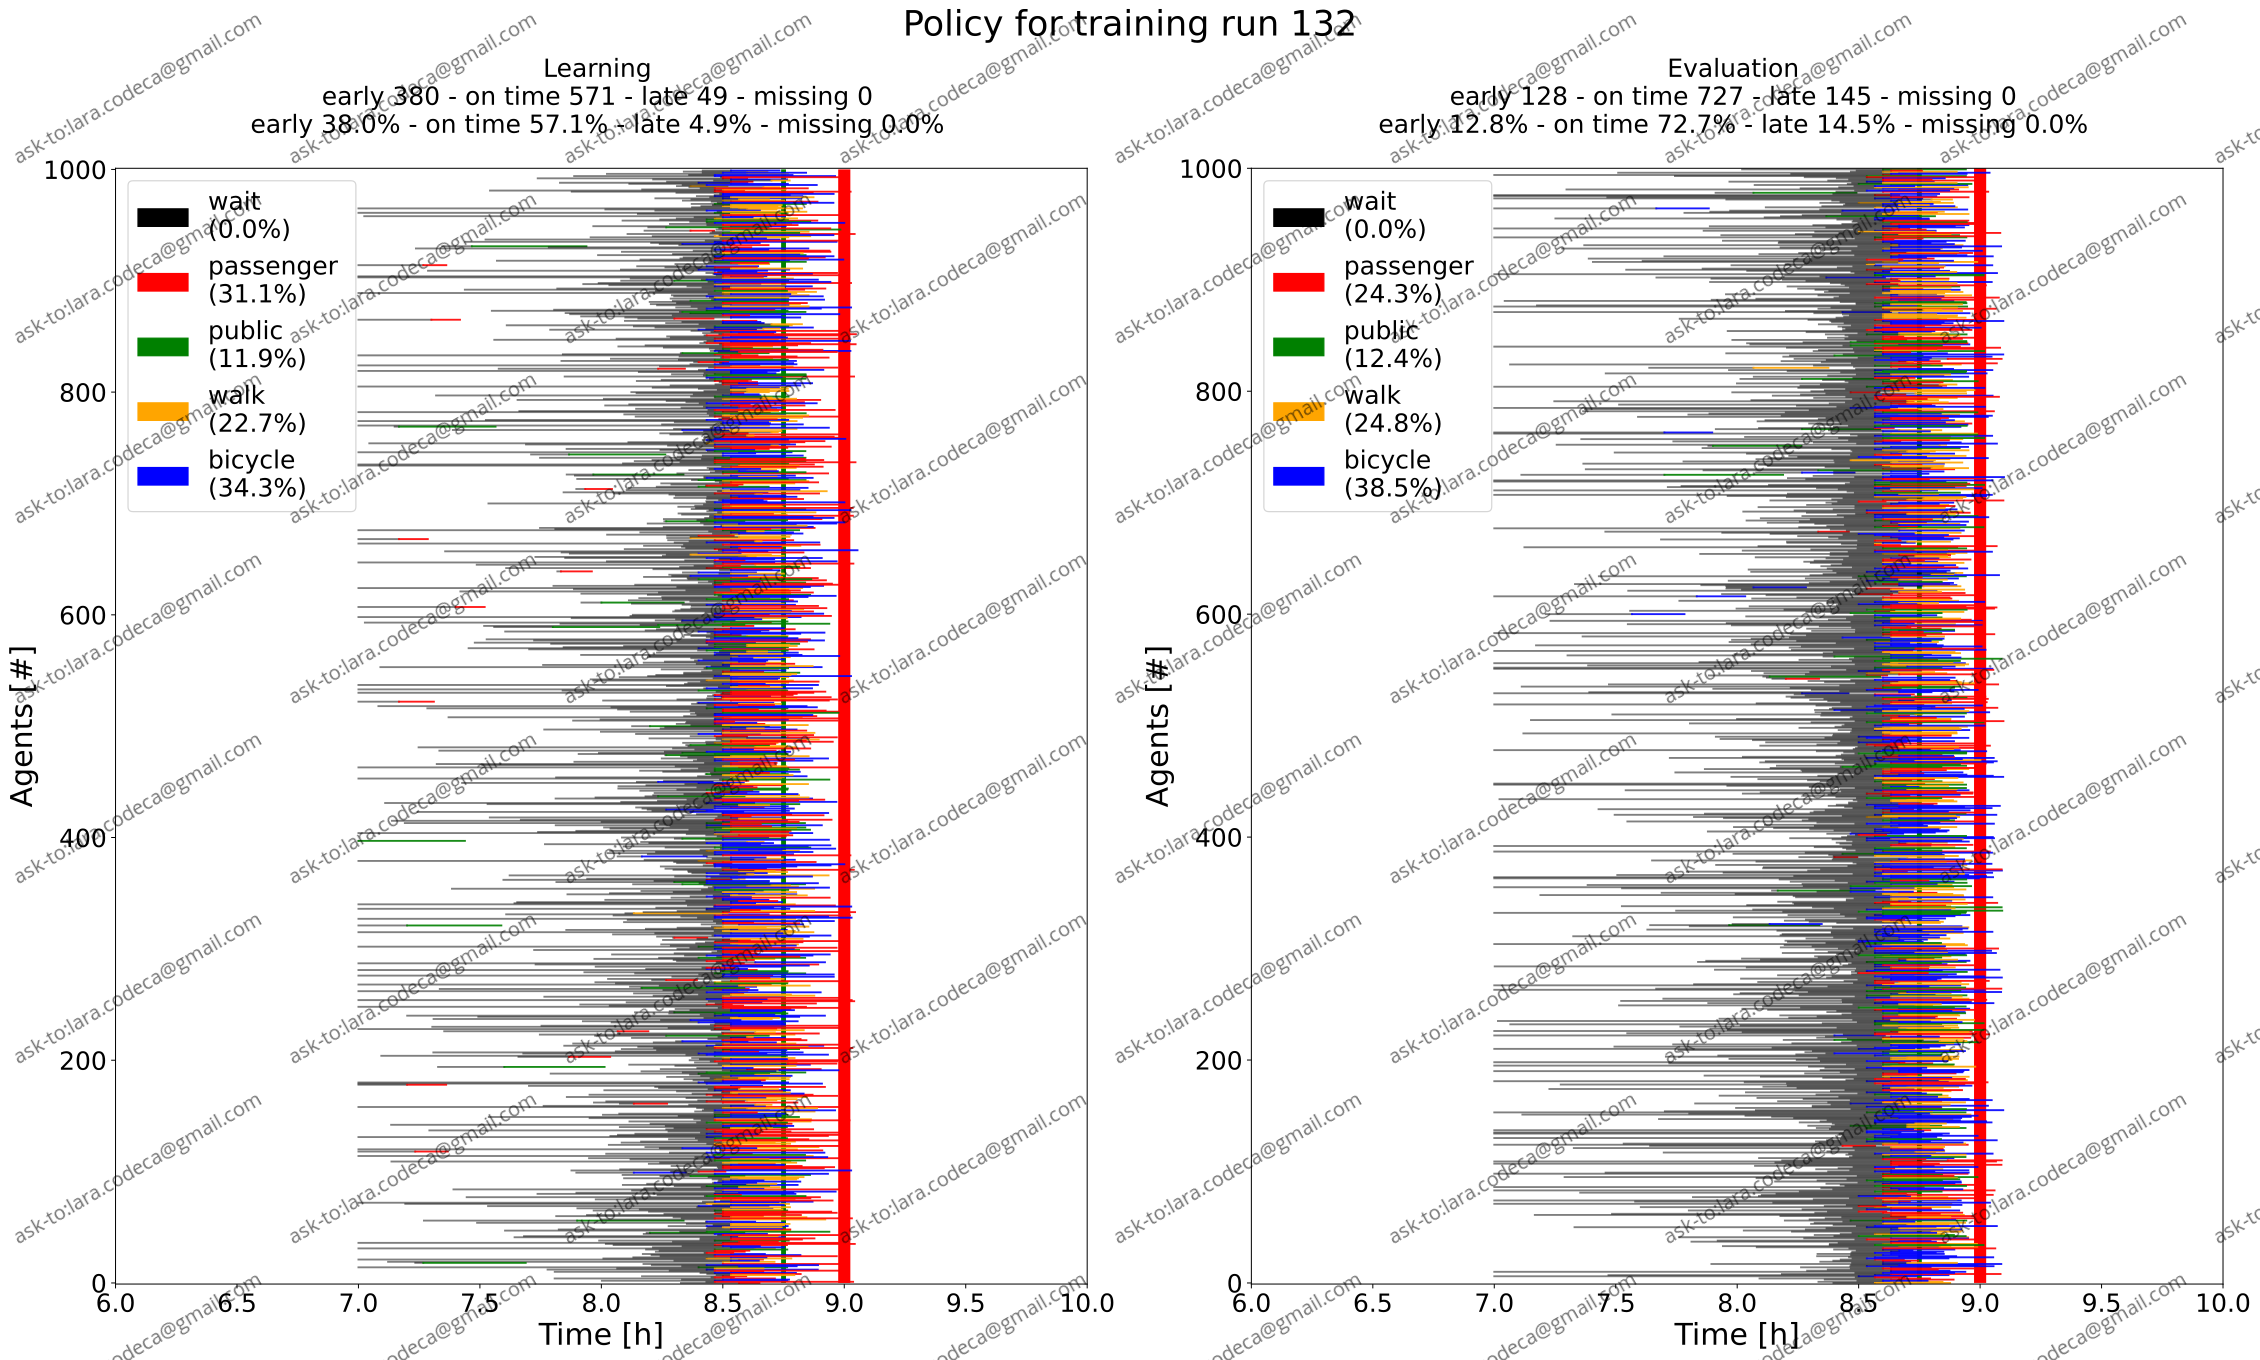 Policy for training run 132
Learning
early 380 - on time 571 - late 49 - missing 0
early 38.0% - on time 57.1% - late 4.9% - missing 0.0%
1000
800
600
400
200
0
Agents [#]
wait
(0.0%)
passenger
(31.1%)
public
(11.9%)
walk
(22.7%)
bicycle
(34.3%)
6.0 6.5 7.0 7.5 8.0 8.5 9.0 9.5 10.0
Time [h]
Evaluation
early 128 - on time 727 - late 145 - missing 0
early 12.8% - on time 72.7% - late 14.5% - missing 0.0%
1000
800
600
400
200
0
Agents [#]
wait
(0.0%)
passenger
(24.3%)
public
(12.4%)
walk
(24.8%)
bicycle
(38.5%)
6.0 6.5 7.0 7.5 8.0 8.5 9.0 9.5 10.0
Time [h]
ask-to:lara.codeca@gmail.com